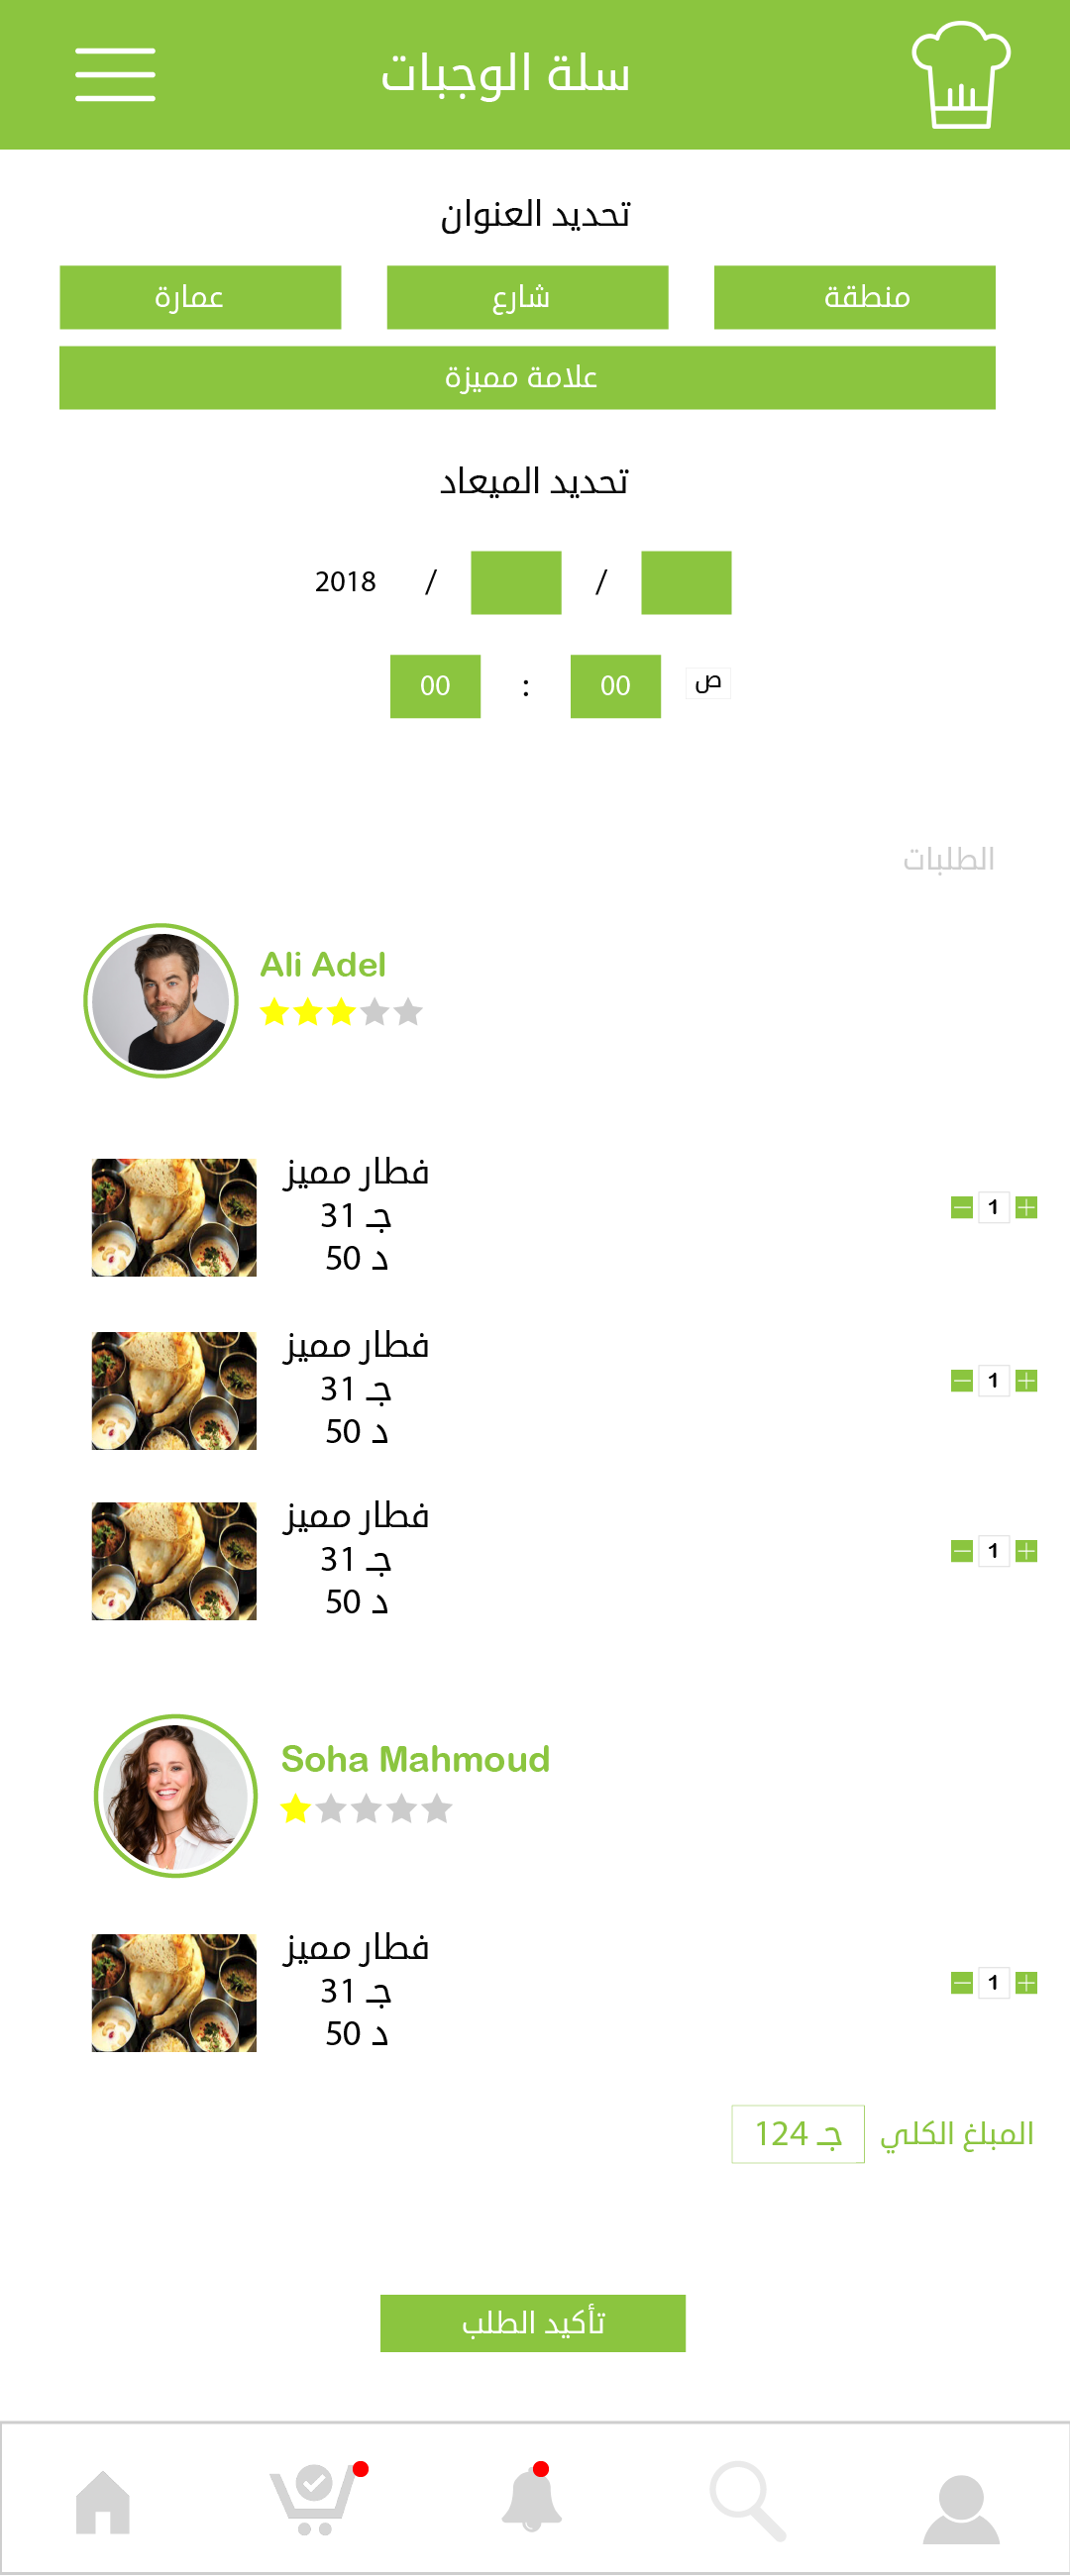 سلة الوجبات
تحديد العنوان
منطقة شارع عمارة
علامة مميزة
تحديد الميعاد
/ / 2018
ص 00 : 00
الطلبات
Ali Adel
فطار مميز
31 جـ
1
50 د
فطار مميز
31 جـ
1
50 د
فطار مميز
31 جـ
1
50 د
Soha Mahmoud
فطار مميز
31 جـ
1
50 د
المبلغ الكلي 124 جـ
تأكيد الطلب